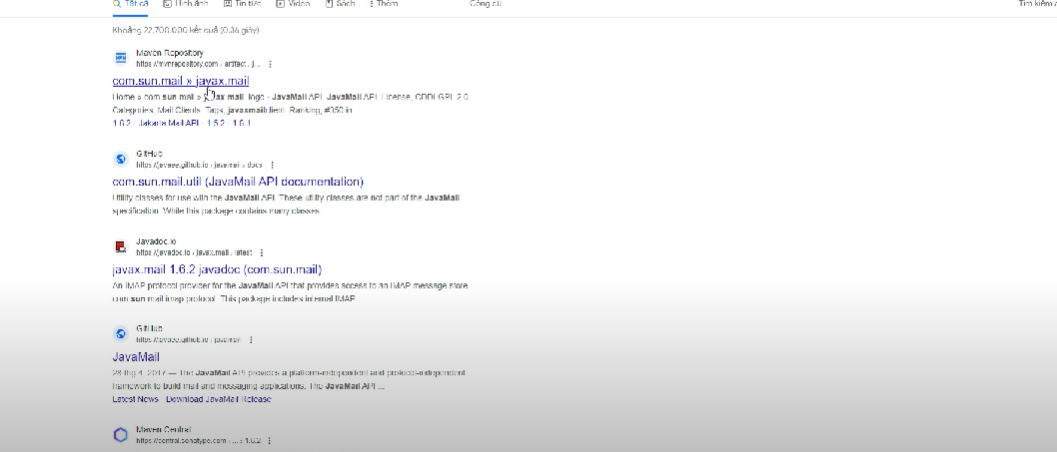 Tất cả Hình ảnh Tin tức Video Sách Thêm Công cụ Tìm kiếm
Khoảng 22.700.000 kết quả (0,36 giây)
Maven Repository
https://mvnrepository.com › artifact › j...
com.sun.mail » javax.mail
Home » com sun mail » javax mail. logo · JavaMail API. JavaMail API. License, CDDL GPL 2.0
Categories, Mail Clients. Tags, javaxmailclient. Ranking, #350 in
1.6.2 · Jakarta Mail API · 1.5.2 · 1.6.1
GitHub
https://javaee.github.io › javamail › docs
com.sun.mail.util (JavaMail API documentation)
Utility classes for use with the JavaMail API. These utility classes are not part of the JavaMail
specification. While this package contains many classes
Javadoc.io
https://javadoc.io › javax.mail › latest
javax.mail 1.6.2 javadoc (com.sun.mail)
An IMAP protocol provider for the JavaMail API that provides access to an IMAP message store
com sun mail imap protocol. This package includes internal IMAP
GitHub
https://javaee.github.io › javamail
JavaMail
28 thg 4, 2017 — The JavaMail API provides a platform-independent and protocol-independent
framework to build mail and messaging applications. The JavaMail API ...
Latest News · Download JavaMail Release
Maven Central
https://central.sonatype.com › ... › 1.6.2